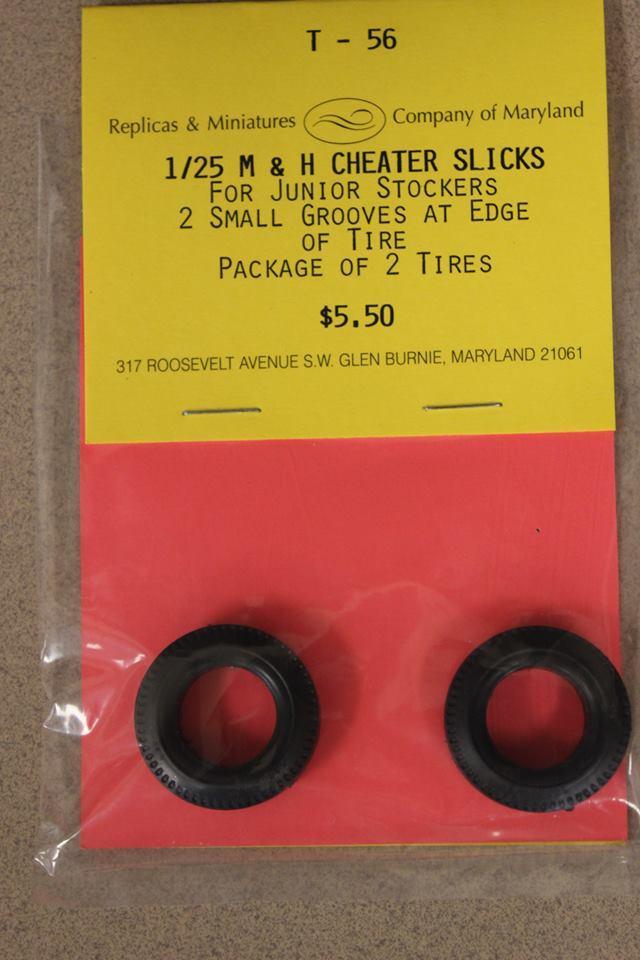 T - 56
Replicas & Miniatures Company of Maryland
1/25 M & H CHEATER SLICKS
FOR JUNIOR STOCKERS
2 SMALL GROOVES AT EDGE
OF TIRE
PACKAGE OF 2 TIRES
$5.50
317 ROOSEVELT AVENUE S.W. GLEN BURNIE, MARYLAND 21061